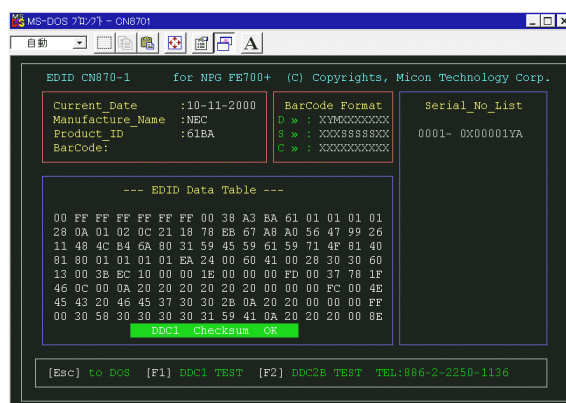 MS-DOS ﾌﾟﾛﾝﾌﾟﾄ - CN8701
自動
A
EDID CN870-1 for NPG FE700+ (C) Copyrights, Micon Technology Corp.
Current_Date :10-11-2000
Manufacture_Name :NEC
Product_ID :61BA
BarCode:
BarCode Format
D » : XYMXXXXXXX
S » : XXXSSSSSXX
C » : XXXXXXXXXX
Serial_No_List
0001- 0X00001YA
--- EDID Data Table ---
00 FF FF FF FF FF FF 00 38 A3 BA 61 01 01 01 01
28 0A 01 02 0C 21 18 78 EB 67 A8 A0 56 47 99 26
11 48 4C B4 6A 80 31 59 45 59 61 59 71 4F 81 40
81 80 01 01 01 01 EA 24 00 60 41 00 28 30 30 60
13 00 3B EC 10 00 00 1E 00 00 00 FD 00 37 78 1F
46 0C 00 0A 20 20 20 20 20 20 00 00 00 FC 00 4E
45 43 20 46 45 37 30 30 2B 0A 20 20 00 00 00 FF
00 30 58 30 30 30 30 31 59 41 0A 20 20 20 00 8E
DDC1 Checksum OK
[Esc] to DOS [F1] DDC1 TEST [F2] DDC2B TEST TEL:886-2-2250-1136